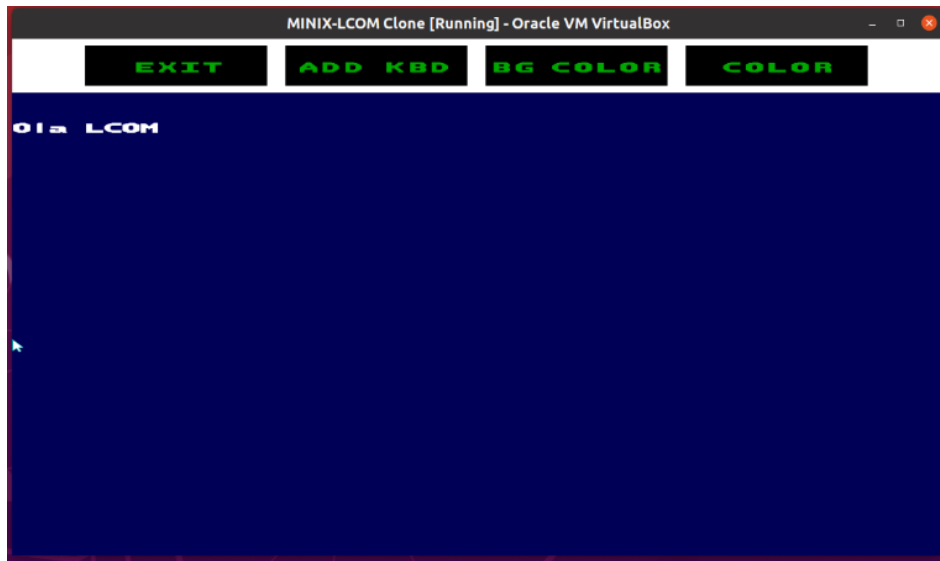 MINIX-LCOM Clone [Running] - Oracle VM VirtualBox
EXIT ADD KBD BG COLOR COLOR
Ola LCOM